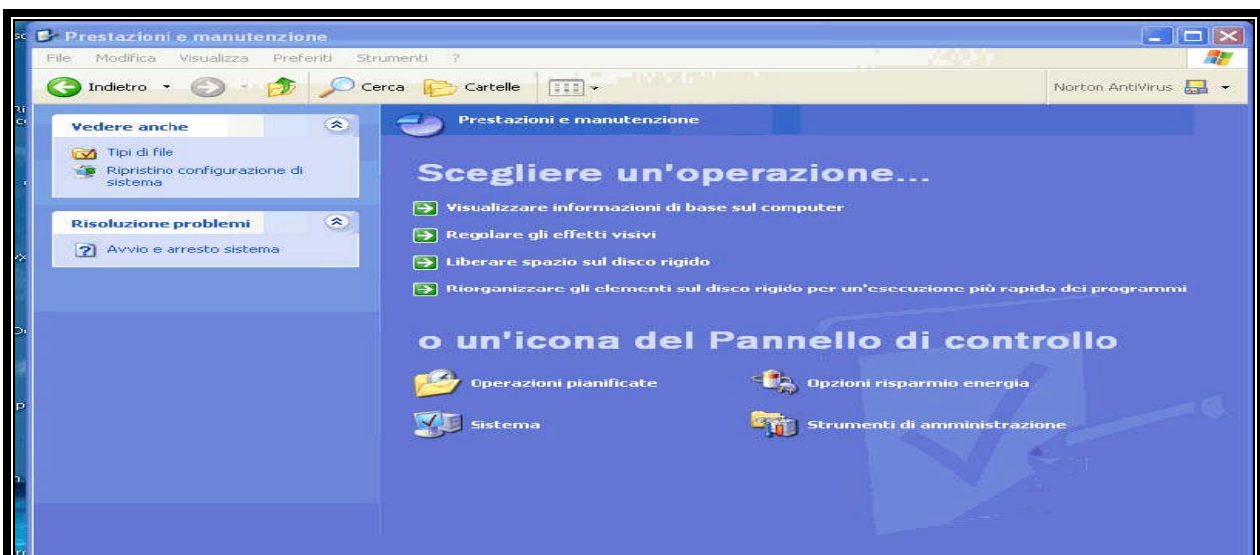 Prestazioni e manutenzione
File Modifica Visualizza Preferiti Strumenti ?
Indietro Cerca Cartelle Norton AntiVirus
Vedere anche
Tipi di file
Ripristino configurazione di
sistema
Risoluzione problemi
Avvio e arresto sistema
Prestazioni e manutenzione
Scegliere un'operazione...
Visualizzare informazioni di base sul computer
Regolare gli effetti visivi
Liberare spazio sul disco rigido
Riorganizzare gli elementi sul disco rigido per un'esecuzione più rapida dei programmi
o un'icona del Pannello di controllo
Operazioni pianificate Opzioni risparmio energia
Sistema Strumenti di amministrazione